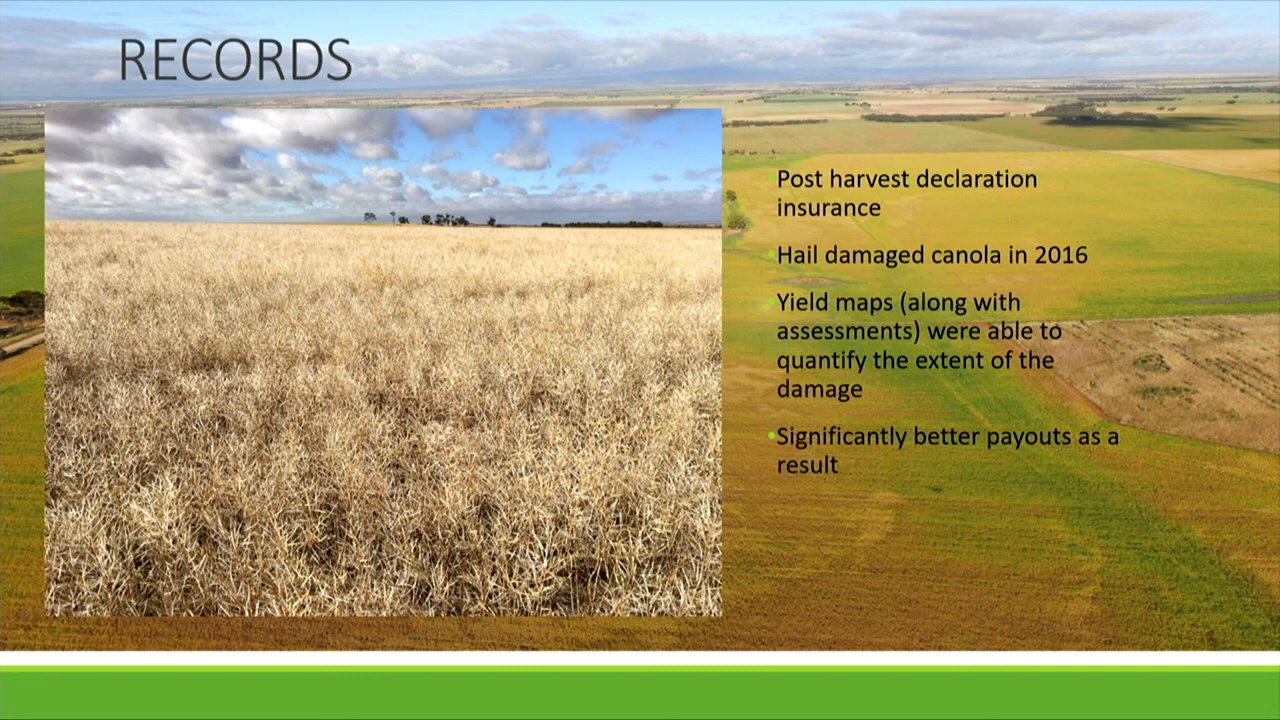 RECORDS
Post harvest declaration
insurance
Hail damaged canola in 2016
Yield maps (along with
assessments) were able to
quantify the extent of the
damage
Significantly better payouts as a
result